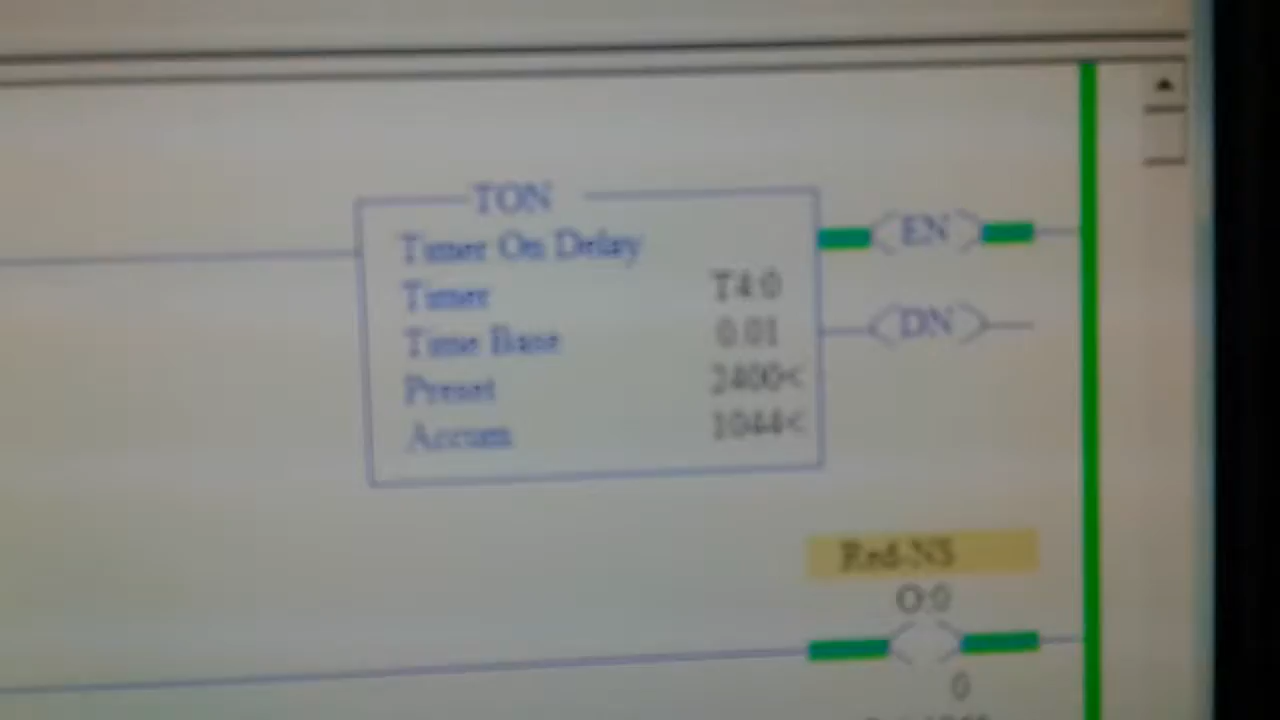 TON
Timer On Delay
Timer T4:0
Time Base 0.01
Preset 2400<
Accum 1044<
EN
DN
Red-NS
O:0
0